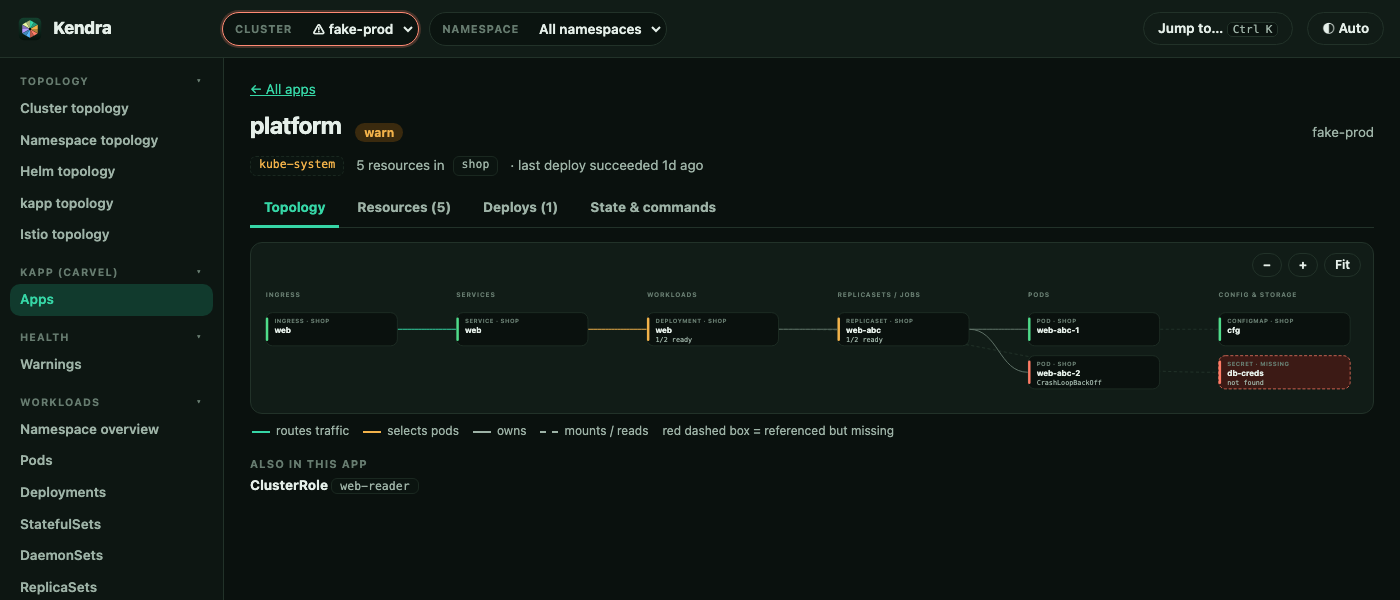 Kendra
CLUSTER ⚠ fake-prod
NAMESPACE All namespaces
Jump to... Ctrl K
Auto
TOPOLOGY
Cluster topology
Namespace topology
Helm topology
kapp topology
Istio topology
KAPP (CARVEL)
Apps
HEALTH
Warnings
WORKLOADS
Namespace overview
Pods
Deployments
StatefulSets
DaemonSets
ReplicaSets
← All apps
platform warn
fake-prod
kube-system 5 resources in shop · last deploy succeeded 1d ago
Topology Resources (5) Deploys (1) State & commands
− + Fit
INGRESS SERVICES WORKLOADS REPLICASETS / JOBS PODS CONFIG & STORAGE
INGRESS · SHOP
web
SERVICE · SHOP
web
DEPLOYMENT · SHOP
web
1/2 ready
REPLICASET · SHOP
web-abc
1/2 ready
POD · SHOP
web-abc-1
CONFIGMAP · SHOP
cfg
POD · SHOP
web-abc-2
CrashLoopBackOff
SECRET · MISSING
db-creds
not found
routes traffic selects pods owns mounts / reads red dashed box = referenced but missing
ALSO IN THIS APP
ClusterRole web-reader